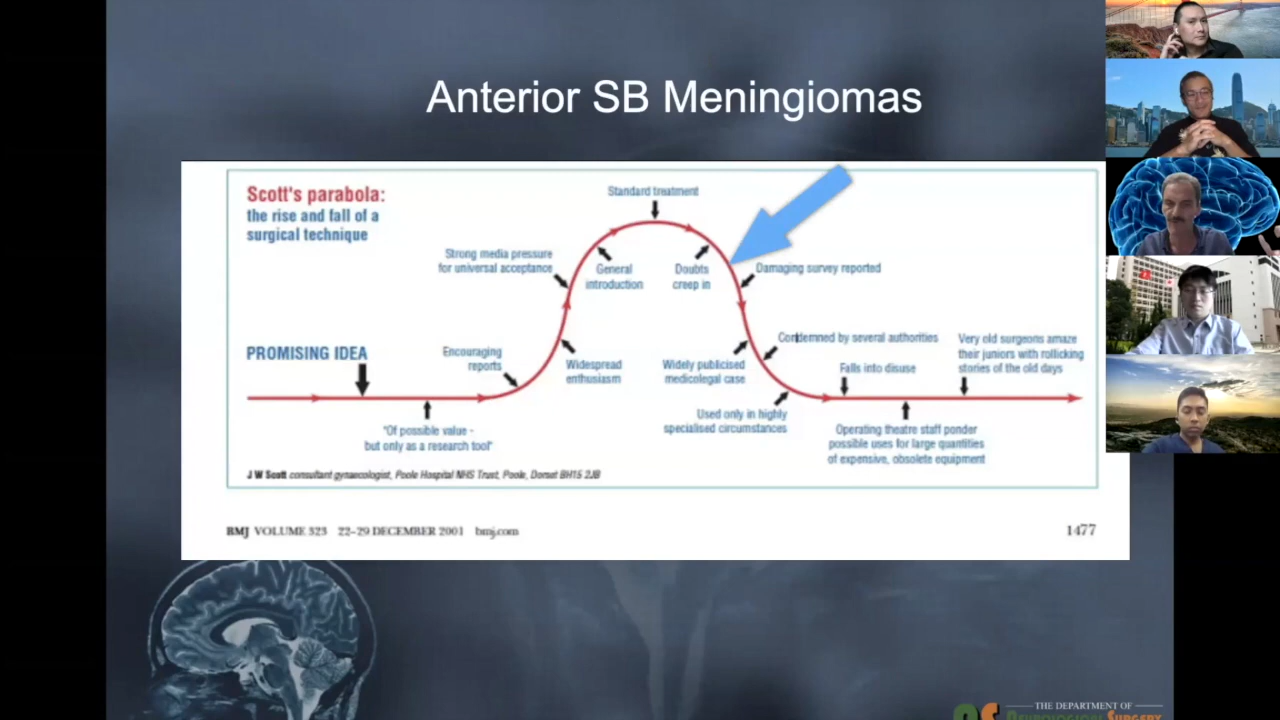 Anterior SB Meningiomas
Scott's parabola:
the rise and fall of a
surgical technique
Standard treatment
Strong media pressure
for universal acceptance
General
introduction
Doubts
creep in
Damaging survey reported
PROMISING IDEA
Encouraging
reports
Widespread
enthusiasm
Widely publicised
medicolegal case
Condemned by several authorities
Falls into disuse
Very old surgeons amaze
their juniors with rollicking
stories of the old days
"Of possible value -
but only as a research tool"
Used only in highly
specialised circumstances
Operating theatre staff ponder
possible uses for large quantities
of expensive, obsolete equipment
J W Scott consultant gynaecologist, Poole Hospital NHS Trust, Poole, Dorset BH15 2JB
BMJ VOLUME 323 22–29 DECEMBER 2001 bmj.com
1477
THE DEPARTMENT OF